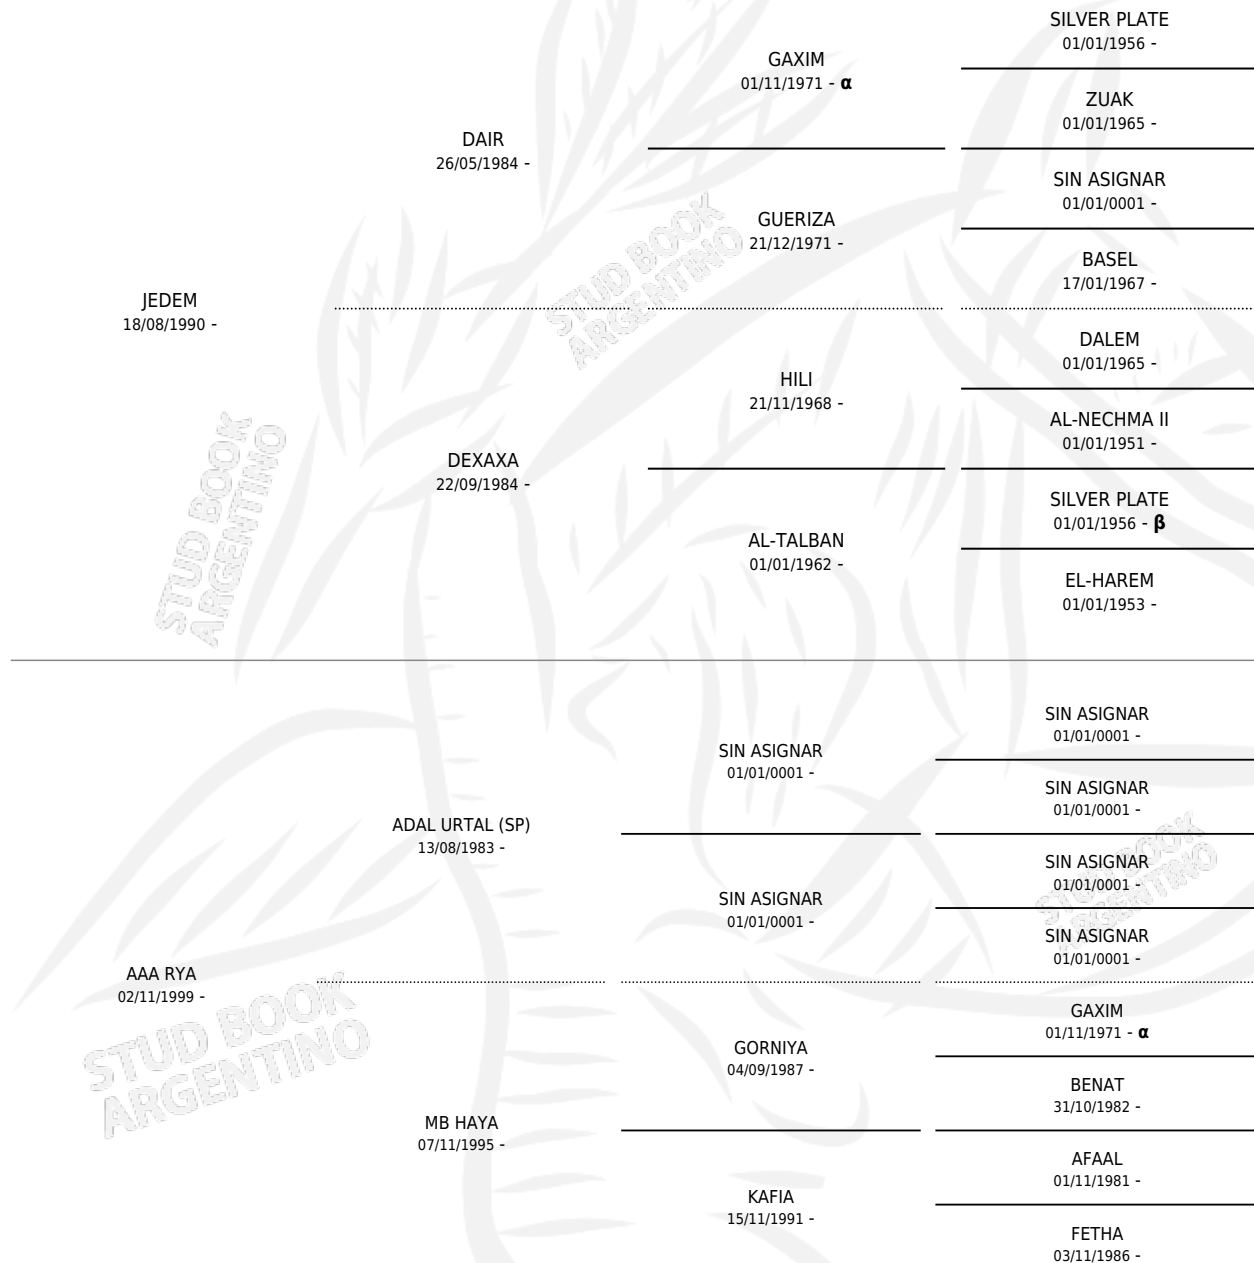 SILVER PLATE
01/01/1956 -
GAXIM
01/11/1971 - α
ZUAK
01/01/1965 -
DAIR
26/05/1984 -
SIN ASIGNAR
01/01/0001 -
GUERIZA
21/12/1971 -
BASEL
17/01/1967 -
JEDEM
18/08/1990 -
DALEM
01/01/1965 -
HILI
21/11/1968 -
AL-NECHMA II
01/01/1951 -
DEXAXA
22/09/1984 -
SILVER PLATE
01/01/1956 - β
AL-TALBAN
01/01/1962 -
EL-HAREM
01/01/1953 -
STUD BOOK
ARGENTINO
STUD BOOK
ARGENTINO
SIN ASIGNAR
01/01/0001 -
SIN ASIGNAR
01/01/0001 -
SIN ASIGNAR
01/01/0001 -
ADAL URTAL (SP)
13/08/1983 -
SIN ASIGNAR
01/01/0001 -
SIN ASIGNAR
01/01/0001 -
SIN ASIGNAR
01/01/0001 -
AAA RYA
02/11/1999 -
GAXIM
01/11/1971 - α
GORNIYA
04/09/1987 -
BENAT
31/10/1982 -
MB HAYA
07/11/1995 -
AFAAL
01/11/1981 -
KAFIA
15/11/1991 -
FETHA
03/11/1986 -
STUD BOOK
ARGENTINO
STUD BOOK
ARGENTINO